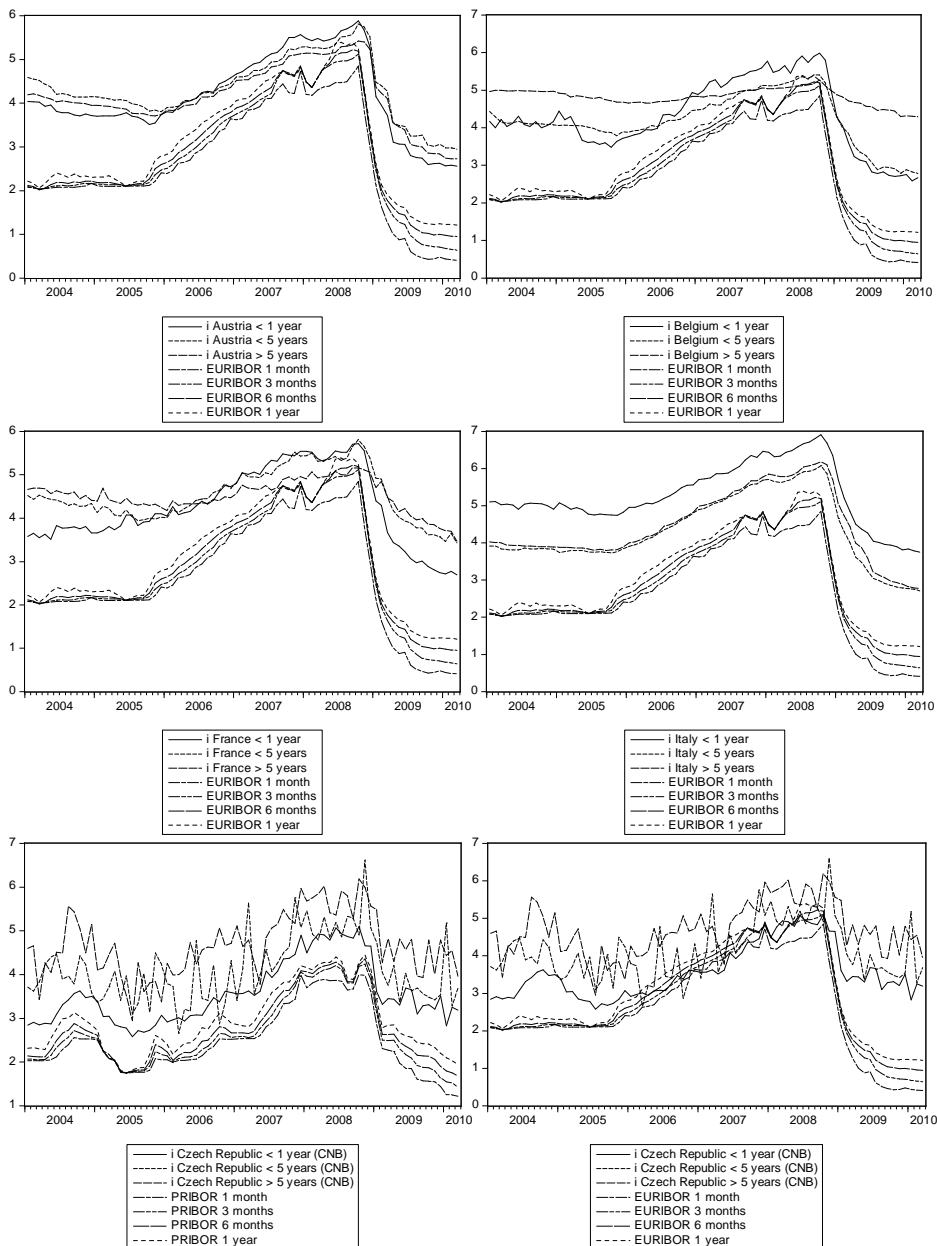 6
5
4
3
2
1
0
2004 2005 2006 2007 2008 2009 2010
i Austria < 1 year
i Austria < 5 years
i Austria > 5 years
EURIBOR 1 month
EURIBOR 3 months
EURIBOR 6 months
EURIBOR 1 year
7
6
5
4
3
2
1
0
2004 2005 2006 2007 2008 2009 2010
i Belgium < 1 year
i Belgium < 5 years
i Belgium > 5 years
EURIBOR 1 month
EURIBOR 3 months
EURIBOR 6 months
EURIBOR 1 year
6
5
4
3
2
1
0
2004 2005 2006 2007 2008 2009 2010
i France < 1 year
i France < 5 years
i France > 5 years
EURIBOR 1 month
EURIBOR 3 months
EURIBOR 6 months
EURIBOR 1 year
7
6
5
4
3
2
1
0
2004 2005 2006 2007 2008 2009 2010
i Italy < 1 year
i Italy < 5 years
i Italy > 5 years
EURIBOR 1 month
EURIBOR 3 months
EURIBOR 6 months
EURIBOR 1 year
7
6
5
4
3
2
1
2004 2005 2006 2007 2008 2009 2010
i Czech Republic < 1 year (CNB)
i Czech Republic < 5 years (CNB)
i Czech Republic > 5 years (CNB)
PRIBOR 1 month
PRIBOR 3 months
PRIBOR 6 months
PRIBOR 1 year
7
6
5
4
3
2
1
0
2004 2005 2006 2007 2008 2009 2010
i Czech Republic < 1 year (CNB)
i Czech Republic < 5 years (CNB)
i Czech Republic > 5 years (CNB)
EURIBOR 1 month
EURIBOR 3 months
EURIBOR 6 months
EURIBOR 1 year